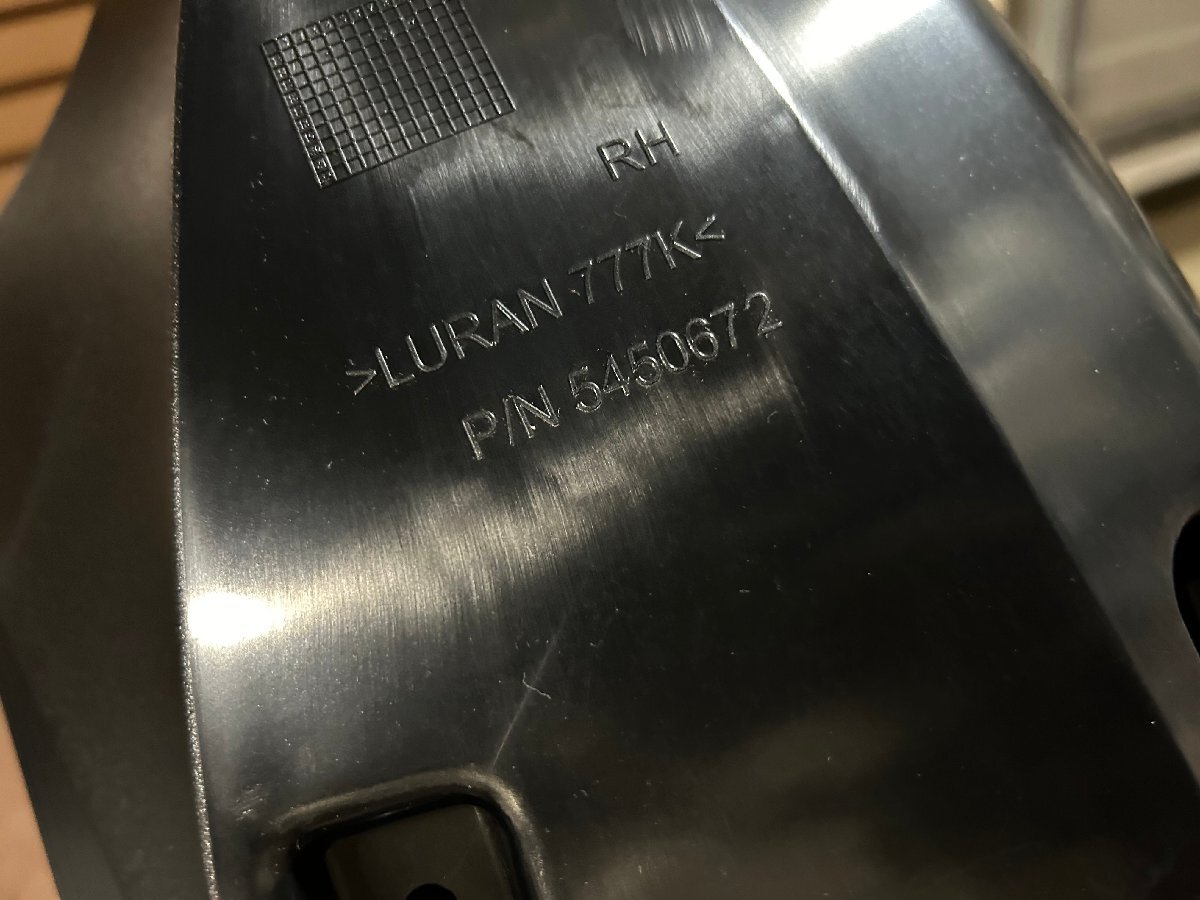 RH
>LURAN 777K<
P/N 5450672